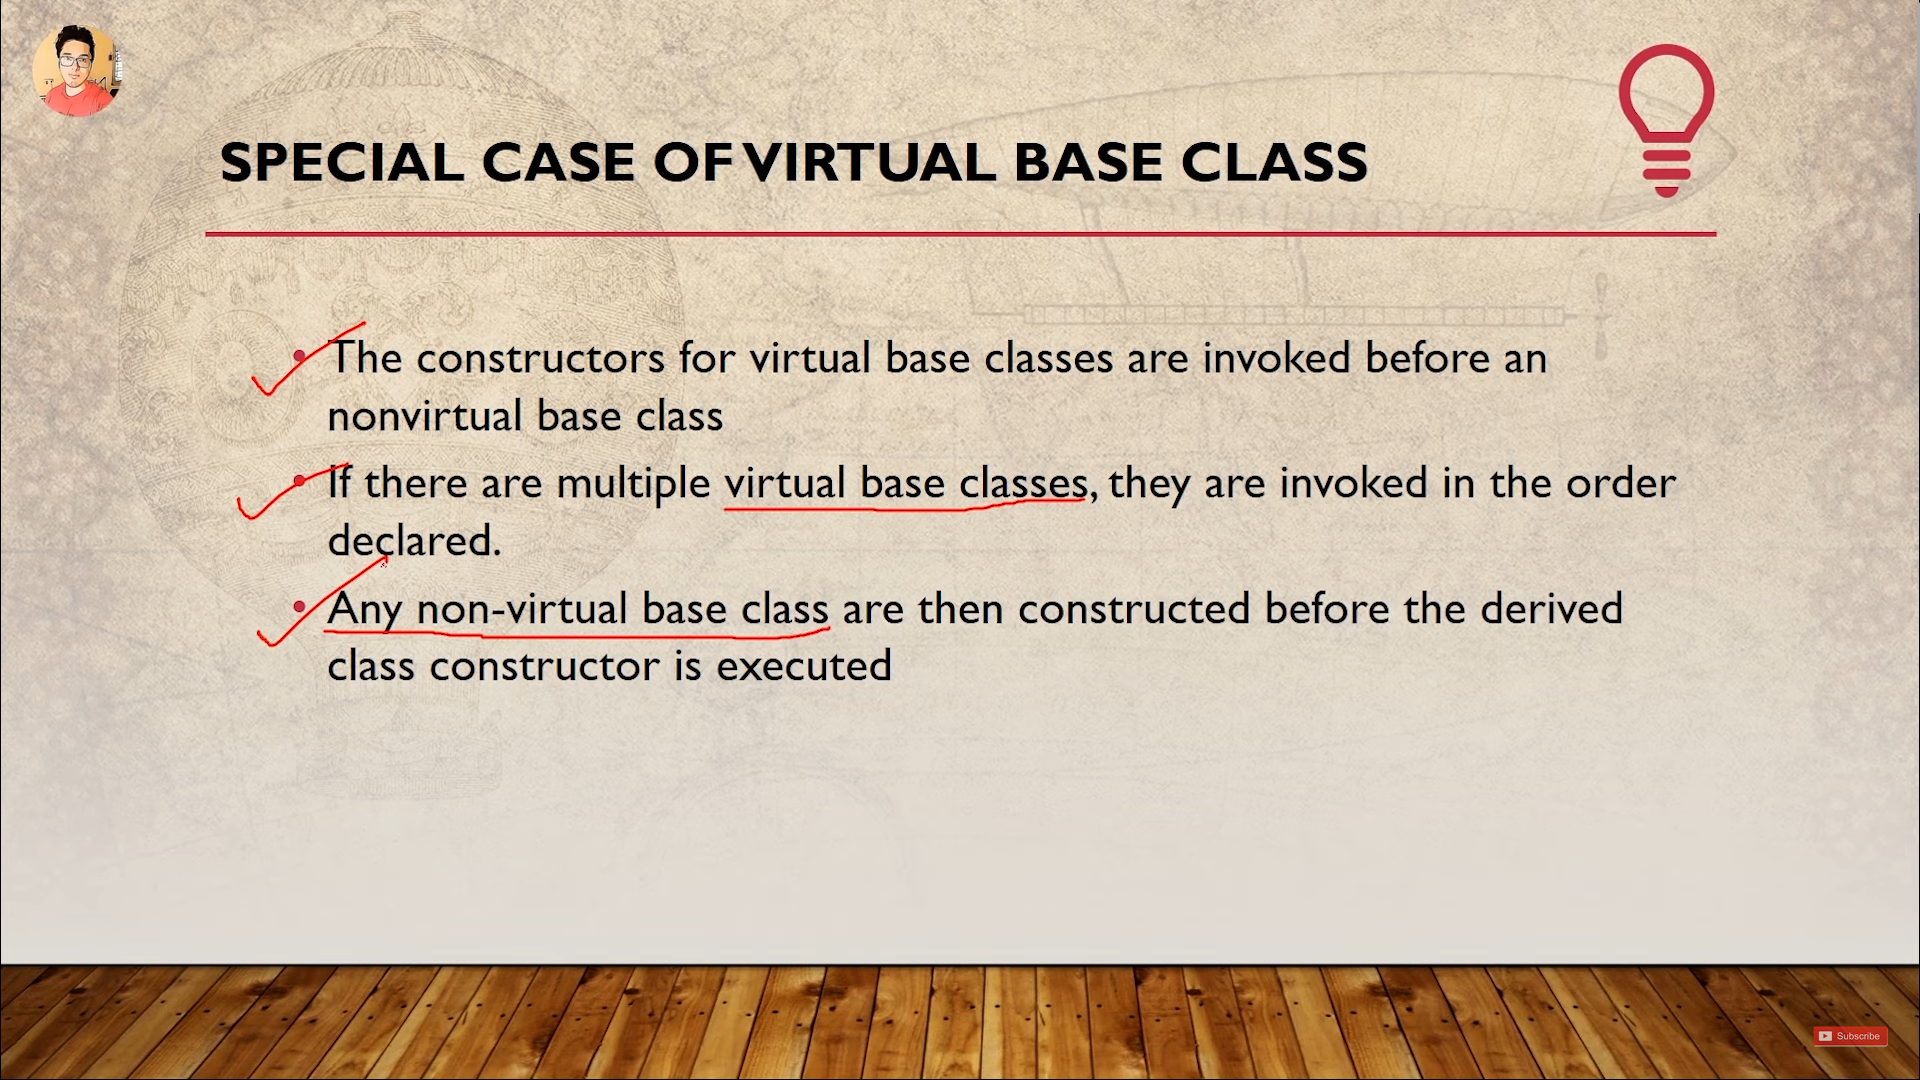 SPECIAL CASE OF VIRTUAL BASE CLASS
• The constructors for virtual base classes are invoked before an
nonvirtual base class
• If there are multiple virtual base classes, they are invoked in the order
declared.
• Any non-virtual base class are then constructed before the derived
class constructor is executed
Subscribe